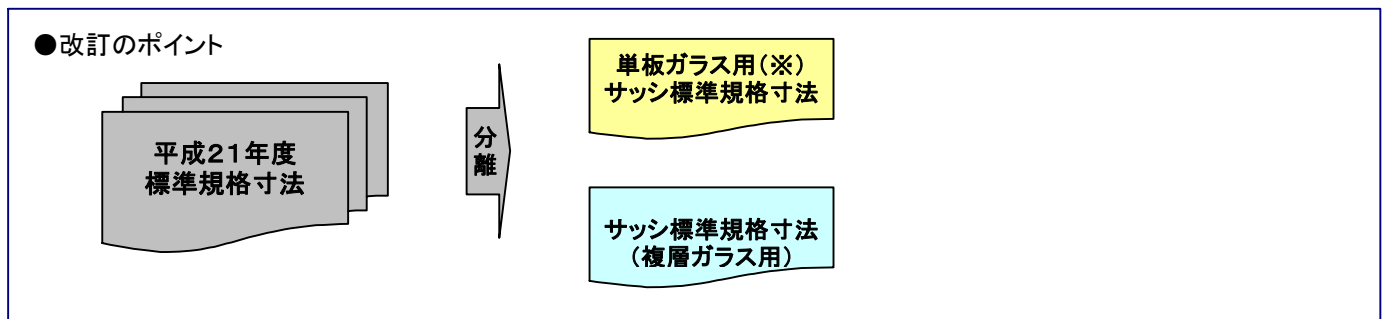 ●改訂のポイント
平成21年度
標準規格寸法
分
離
単板ガラス用(※)
サッシ標準規格寸法
サッシ標準規格寸法
(複層ガラス用)